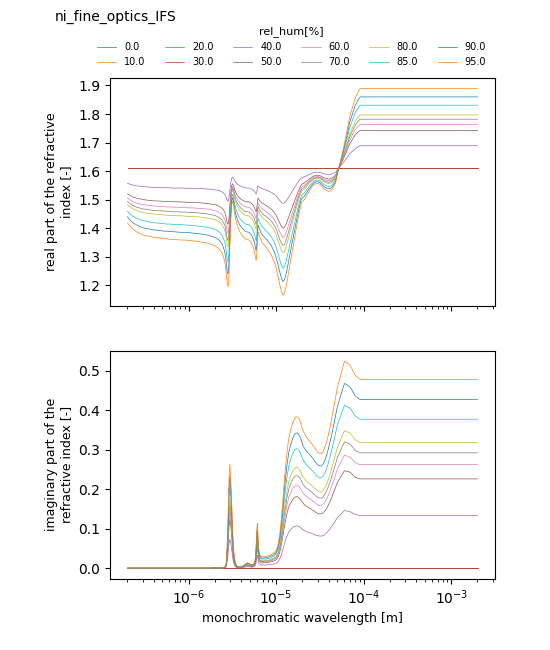 ni_fine_optics_IFS
rel_hum[%]
0.0 20.0 40.0 60.0 80.0 90.0
10.0 30.0 50.0 70.0 85.0 95.0
1.9
1.8
1.7
1.6
1.5
1.4
1.3
1.2
real part of the refractive
index [-]
0.5
0.4
0.3
0.2
0.1
0.0
imaginary part of the
refractive index [-]
10⁻⁶ 10⁻⁵ 10⁻⁴ 10⁻³
monochromatic wavelength [m]